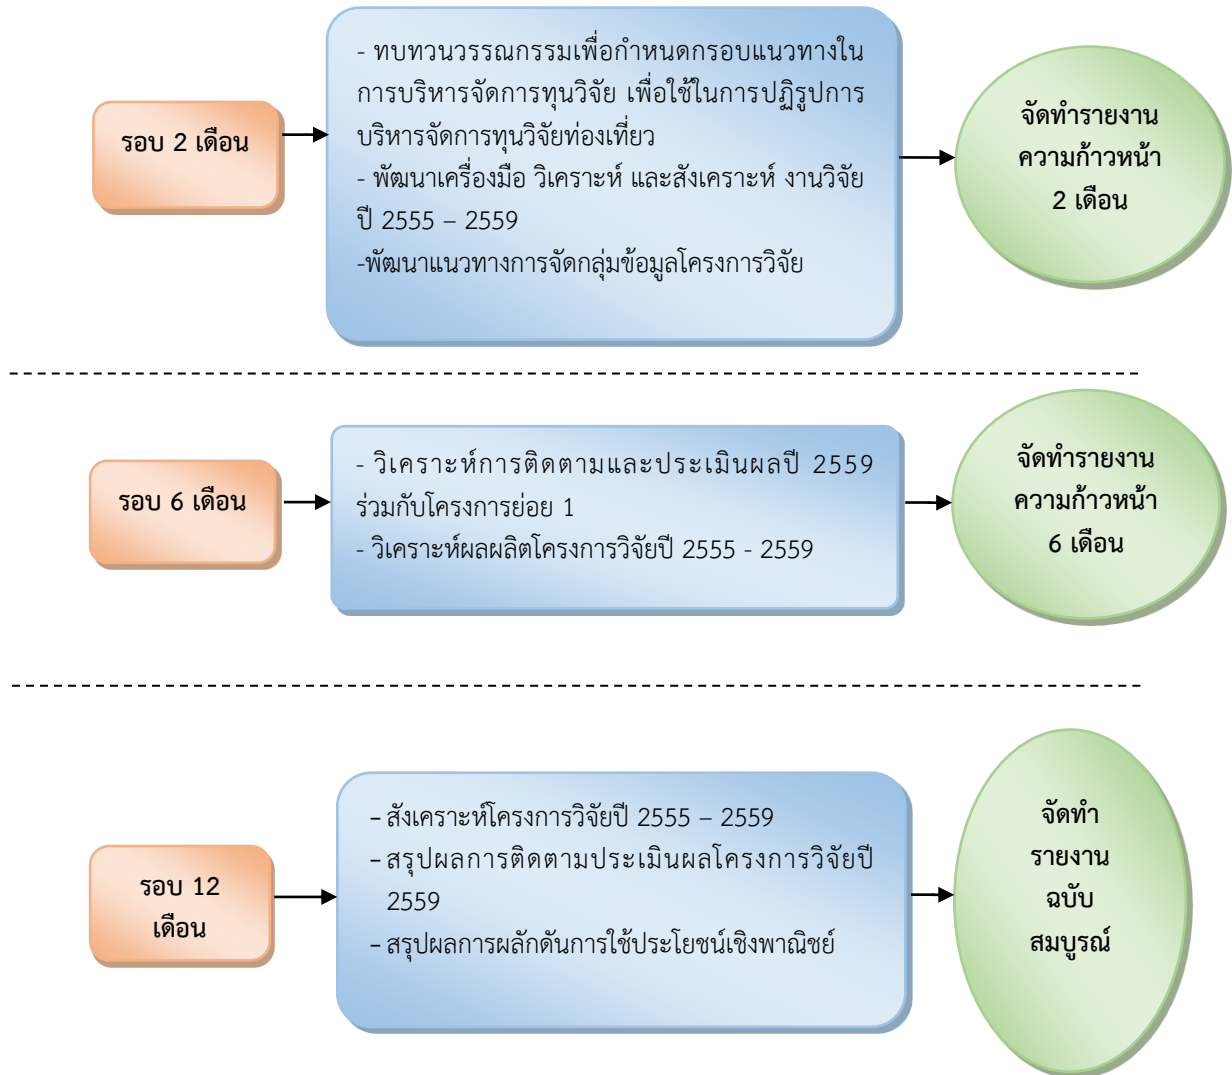 รอบ 2 เดือน
- ทบทวนวรรณกรรมเพื่อกำหนดกรอบแนวทางใน
การบริหารจัดการทุนวิจัย เพื่อใช้ในการปฏิรูปการ
บริหารจัดการทุนวิจัยท่องเที่ยว
- พัฒนาเครื่องมือ วิเคราะห์ และสังเคราะห์ งานวิจัย
ปี 2555 – 2559
-พัฒนาแนวทางการจัดกลุ่มข้อมูลโครงการวิจัย
จัดทำรายงาน
ความก้าวหน้า
2 เดือน
รอบ 6 เดือน
- วิเคราะห์การติดตามและประเมินผลปี 2559
ร่วมกับโครงการย่อย 1
- วิเคราะห์ผลผลิตโครงการวิจัยปี 2555 - 2559
จัดทำรายงาน
ความก้าวหน้า
6 เดือน
รอบ 12
เดือน
– สังเคราะห์โครงการวิจัยปี 2555 – 2559
– สรุปผลการติดตามประเมินผลโครงการวิจัยปี
2559
– สรุปผลการผลักดันการใช้ประโยชน์เชิงพาณิชย์
จัดทำ
รายงาน
ฉบับ
สมบูรณ์